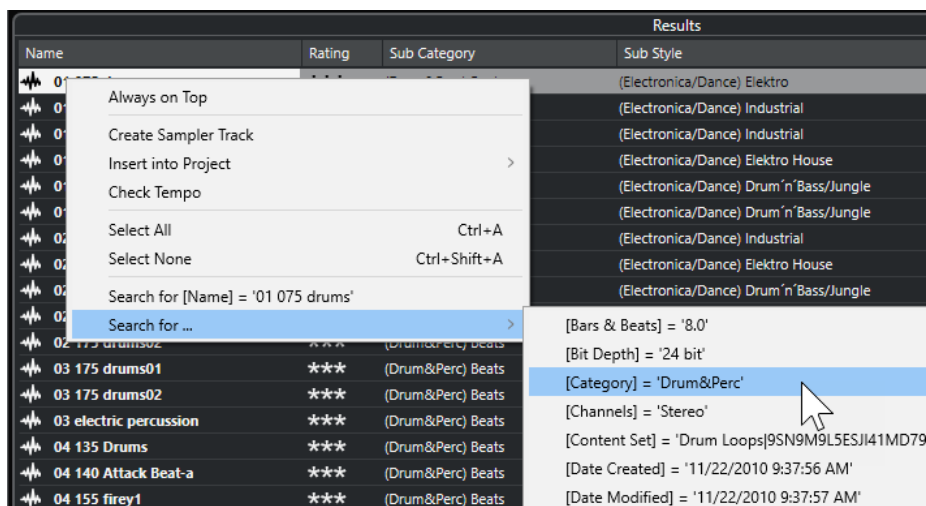 Results
Name Rating Sub Category Sub Style
(Electronica/Dance) Elektro
Always on Top
(Electronica/Dance) Industrial
Create Sampler Track
(Electronica/Dance) Industrial
Insert into Project
(Electronica/Dance) Elektro House
Check Tempo
(Electronica/Dance) Drum´n´Bass/Jungle
(Electronica/Dance) Drum´n´Bass/Jungle
Select All Ctrl+A
(Electronica/Dance) Industrial
Select None Ctrl+Shift+A
(Electronica/Dance) Elektro House
Search for [Name] = '01 075 drums'
(Electronica/Dance) Drum´n´Bass/Jungle
Search for ...
[Bars & Beats] = '8.0'
02 175 drums02 *** (Drum&Perc) Beats
[Bit Depth] = '24 bit'
03 175 drums01 *** (Drum&Perc) Beats
[Category] = 'Drum&Perc'
03 175 drums02 *** (Drum&Perc) Beats
[Channels] = 'Stereo'
03 electric percussion *** (Drum&Perc) Beats
[Content Set] = 'Drum Loops|9SN9M9L5ESJI41MD79
04 135 Drums *** (Drum&Perc) Beats
[Date Created] = '11/22/2010 9:37:56 AM'
04 140 Attack Beat-a *** (Drum&Perc) Beats
[Date Modified] = '11/22/2010 9:37:57 AM'
04 155 firey1 *** (Drum&Perc) Beats